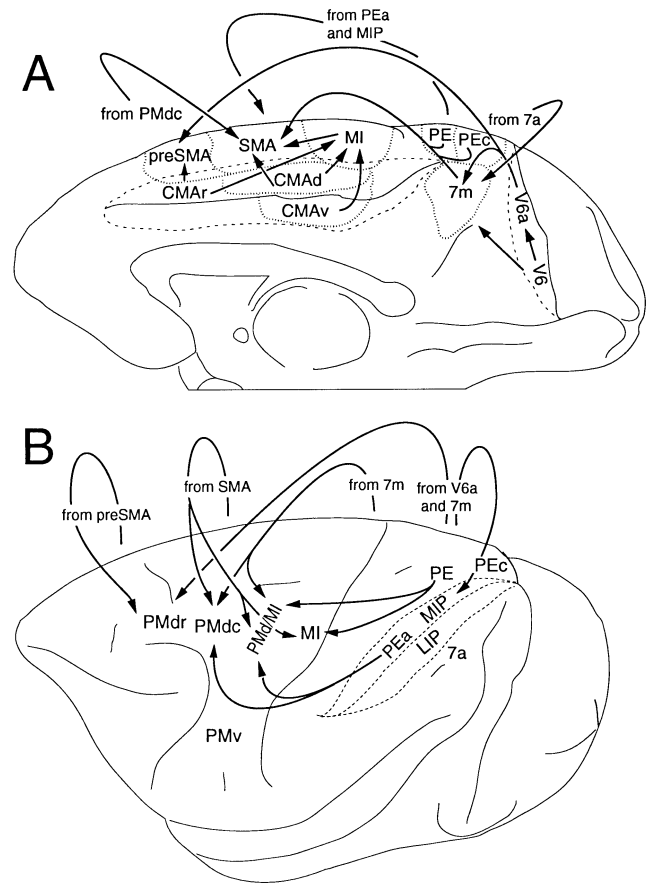 A
from PEa
and MIP
from PMdc
from 7a
preSMA
SMA
MI
PE
PEc
CMAr
CMAd
7m
CMAv
V6a
V6
B
from preSMA
from SMA
from 7m
from V6a
and 7m
PE
PEc
MIP
PMdr
PMdc
PMd/MI
MI
PEa
LIP
7a
PMv